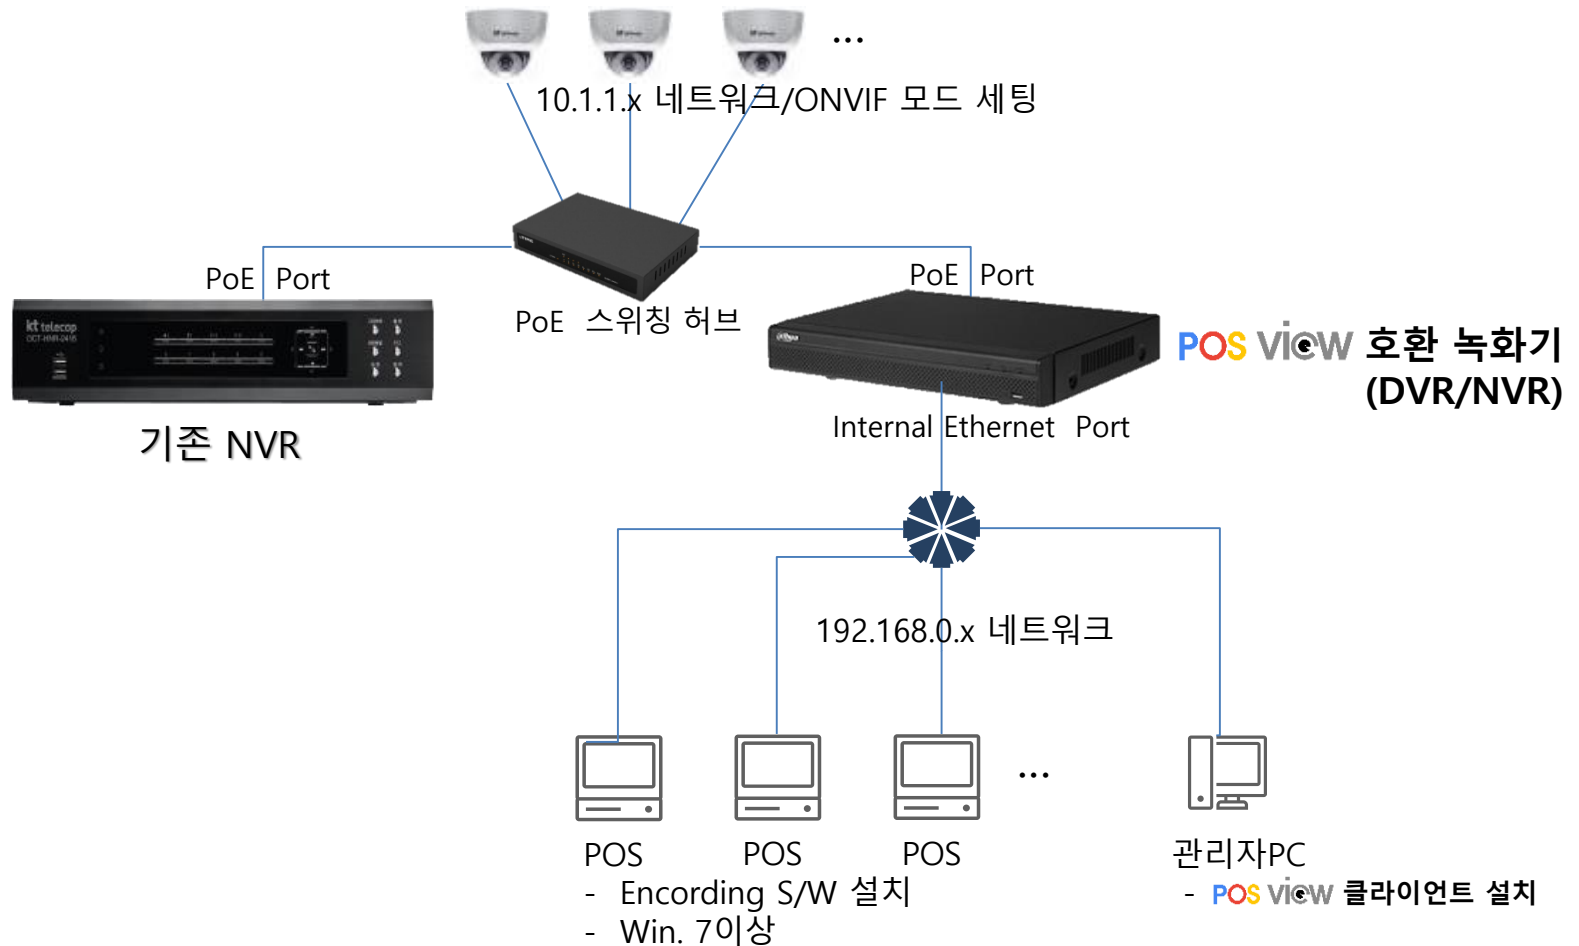 ...
10.1.1.x 네트워크/ONVIF 모드 세팅
PoE Port
PoE Port
kt telecop
PoE 스위칭 허브
alhua
POS view 호환 녹화기
(DVR/NVR)
기존 NVR
Internal Ethernet Port
192.168.0.x 네트워크
...
POS
POS
POS
관리자PC
- Encording S/W 설치
- POS view 클라이언트 설치
- Win. 7이상